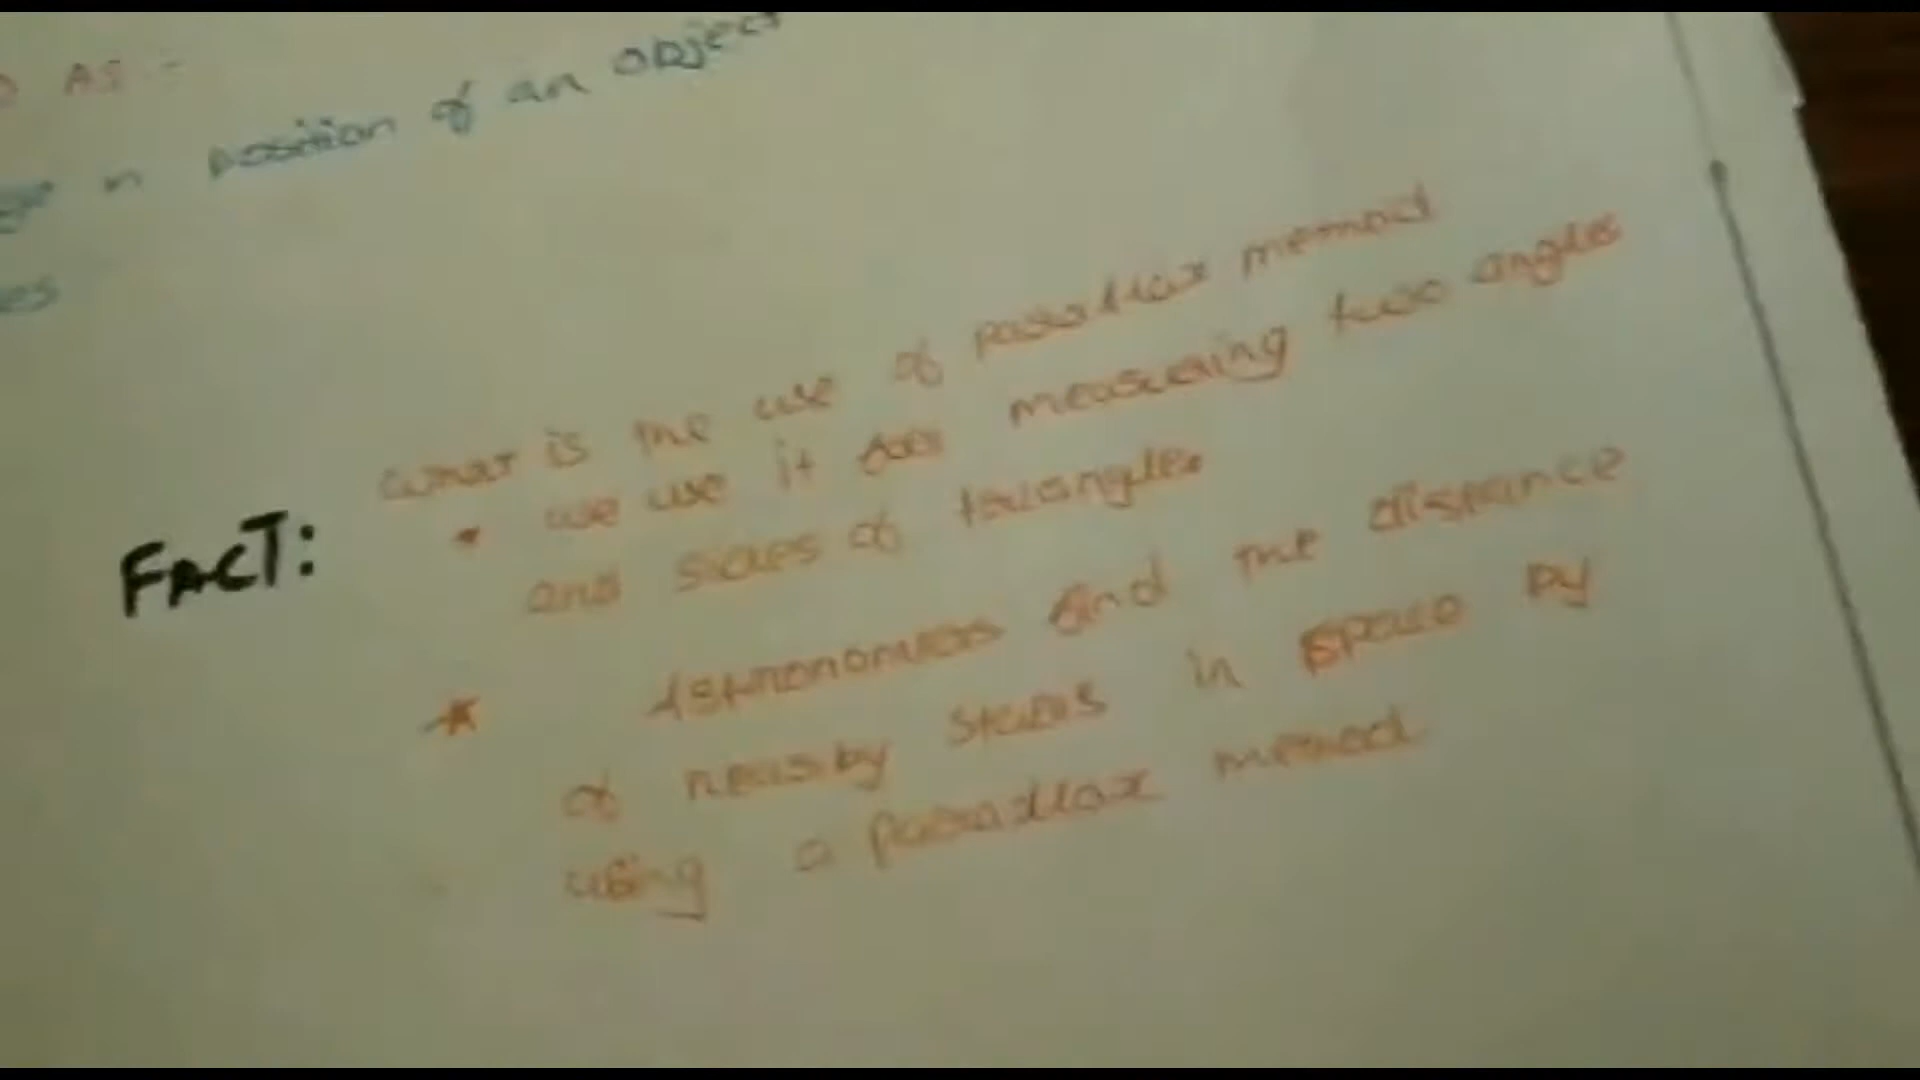 AS :-
in position of an object
es
what is the use of parallax method
• we use it for measuring two angles
FACT:
and sides of triangles
* Astronomers find the distance
of nearby stars in space by
using a parallax method